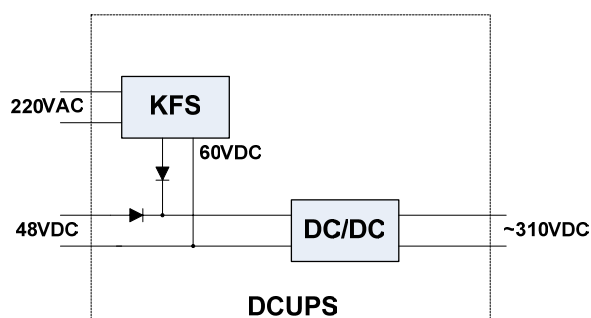 220VAC
KFS
60VDC
48VDC
DC/DC
~310VDC
DCUPS